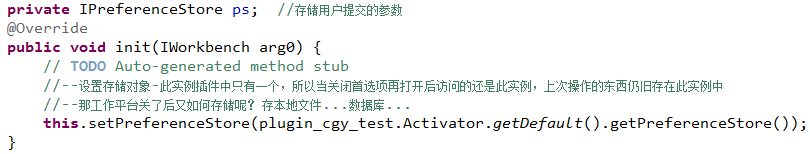 private IPreferenceStore ps;  //存储用户提交的参数
@Override
public void init(IWorkbench arg0) {
    // TODO Auto-generated method stub
    //--设置存储对象-此实例插件中只有一个，所以当关闭首选项再打开后访问的还是此实例，上次操作的东西仍旧存在此实例中
    //--那工作平台关了后又如何存储呢？存本地文件...数据库...
    this.setPreferenceStore(plugin_cgy_test.Activator.getDefault().getPreferenceStore());
}